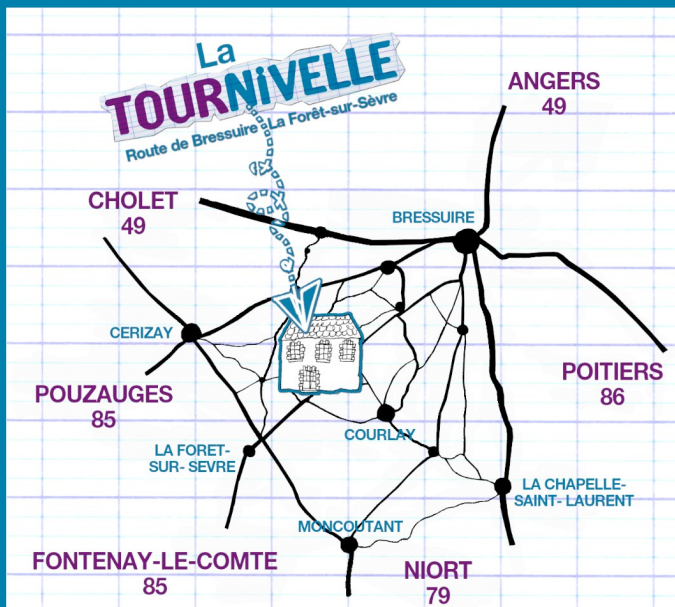 La
TOURNiVELLE
Route de Bressuire La Forêt-sur-Sèvre
ANGERS
49
CHOLET
49
BRESSUIRE
CERIZAY
POUZAUGES
85
POITIERS
86
COURLAY
LA FORET-
SUR- SEVRE
LA CHAPELLE-
SAINT- LAURENT
MONCOUTANT
FONTENAY-LE-COMTE
85
NIORT
79